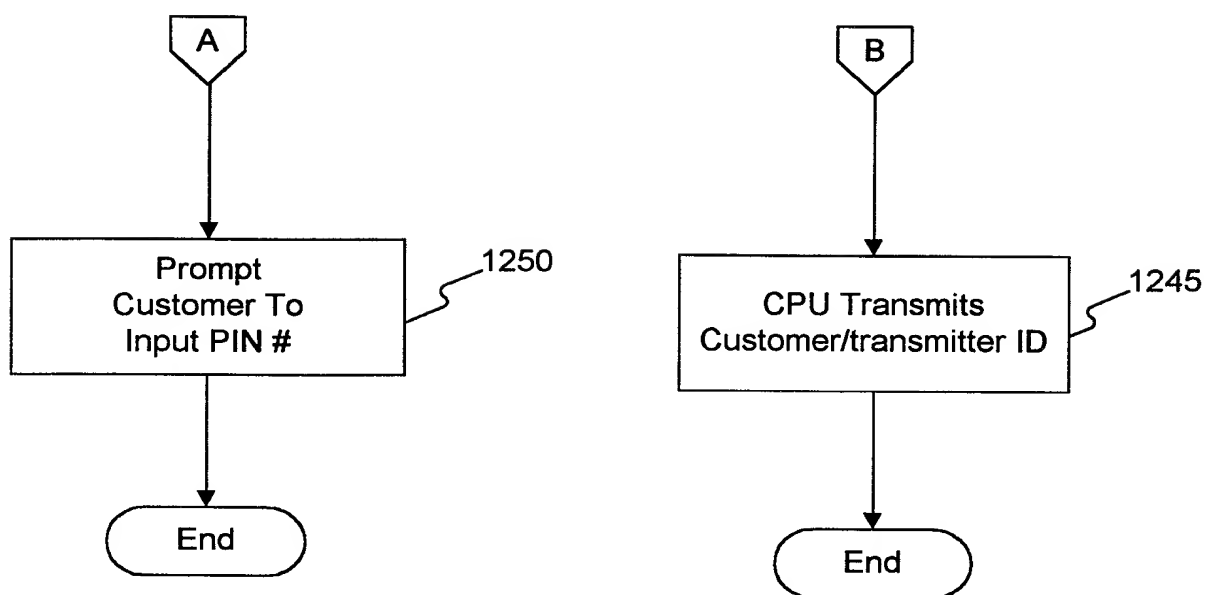 A
Prompt
Customer To
Input PIN #
1250
End
B
CPU Transmits
Customer/transmitter ID
1245
End